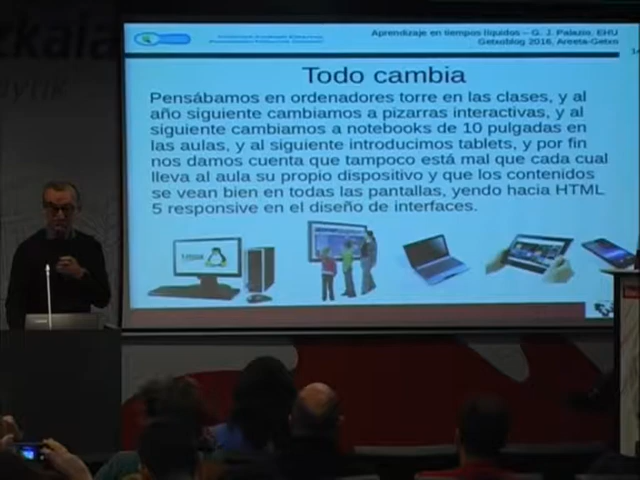 zkaia
Aprendizaje en tiempos líquidos – G. J. Palazio. EHU
Getxoblog 2016, Areeta-Getxo
Todo cambia
Pensábamos en ordenadores torre en las clases, y al
año siguiente cambiamos a pizarras interactivas, y al
siguiente cambiamos a notebooks de 10 pulgadas en
las aulas, y al siguiente introducimos tablets, y por fin
nos damos cuenta que tampoco está mal que cada cual
lleva al aula su propio dispositivo y que los contenidos
se vean bien en todas las pantallas, yendo hacia HTML
5 responsive en el diseño de interfaces.